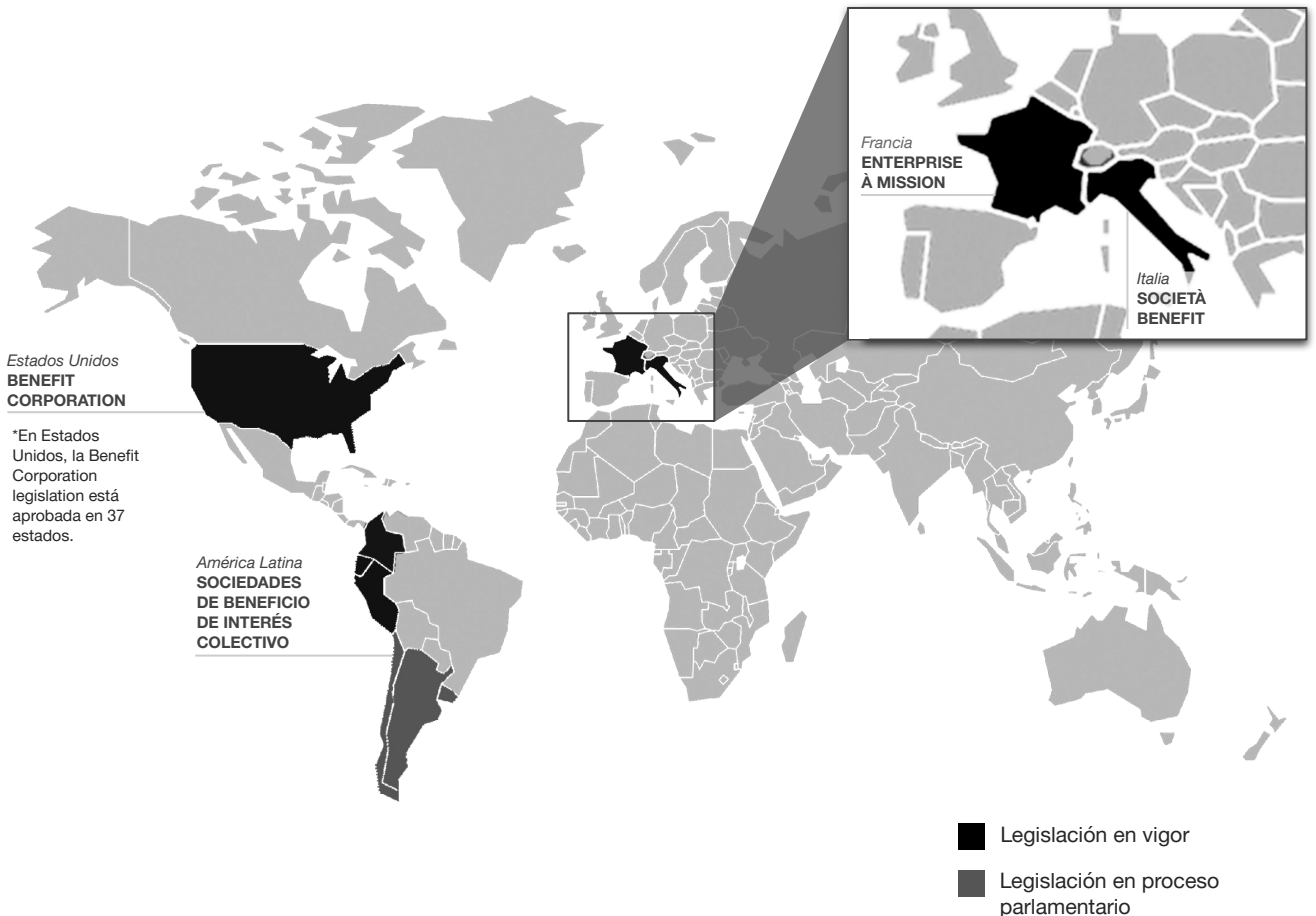 Francia
ENTERPRISE
À MISSION
Italia
SOCIETÀ
BENEFIT
Estados Unidos
BENEFIT
CORPORATION
*En Estados
Unidos, la Benefit
Corporation
legislation está
aprobada en 37
estados.
América Latina
SOCIEDADES
DE BENEFICIO
DE INTERÉS
COLECTIVO
Legislación en vigor
Legislación en proceso
parlamentario